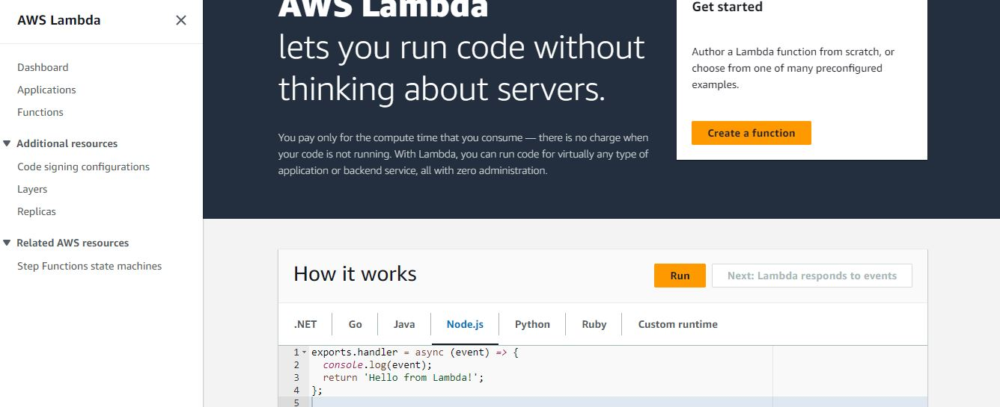 AWS Lambda
Dashboard
Applications
Functions
Additional resources
Code signing configurations
Layers
Replicas
Related AWS resources
Step Functions state machines
AWS Lambda
lets you run code without
thinking about servers.
You pay only for the compute time that you consume — there is no charge when
your code is not running. With Lambda, you can run code for virtually any type of
application or backend service, all with zero administration.
Get started
Author a Lambda function from scratch, or
choose from one of many preconfigured
examples.
Create a function
How it works
Run
Next: Lambda responds to events
.NET
Go
Java
Node.js
Python
Ruby
Custom runtime
1 exports.handler = async (event) => {
2 console.log(event);
3 return 'Hello from Lambda!';
4 };
5